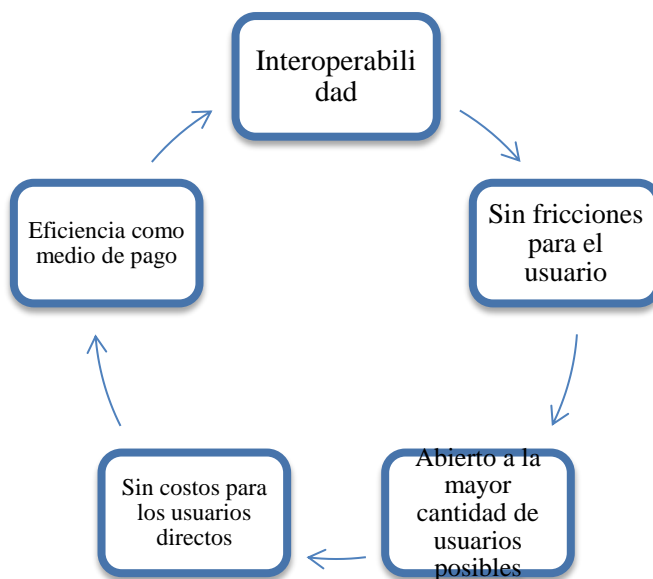 Interoperabili
dad
Sin fricciones
para el
usuario
Abierto a la
mayor
cantidad de
usuarios
posibles
Sin costos para
los usuarios
directos
Eficiencia como
medio de pago